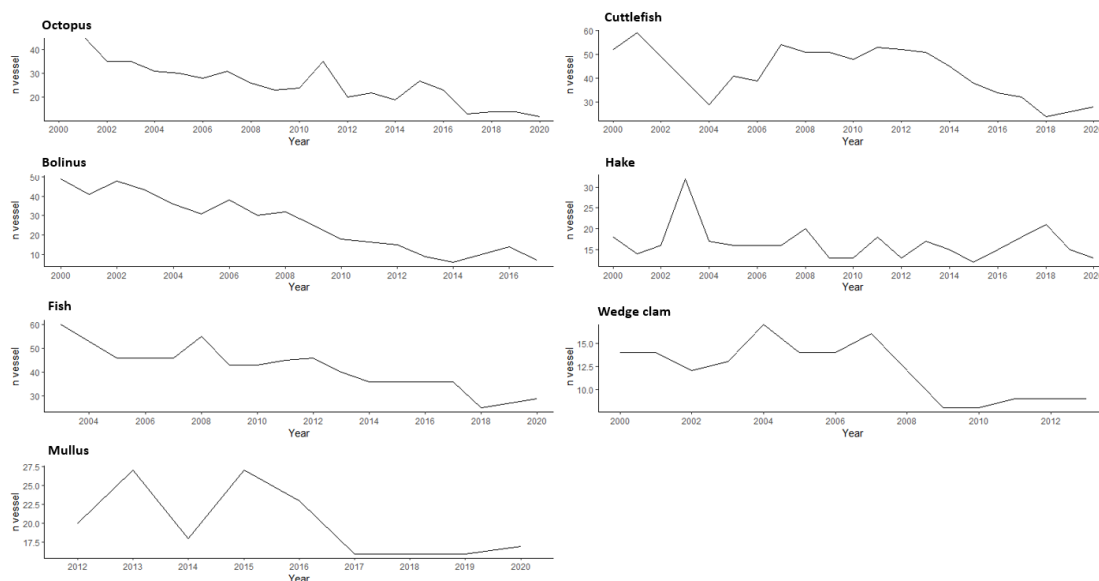 Octopus
n vessel
40
30
20
2000 2002 2004 2006 2008 2010 2012 2014 2016 2018 2020
Year
Cuttlefish
n vessel
60
50
40
30
2000 2002 2004 2006 2008 2010 2012 2014 2016 2018 2020
Year
Bolinus
n vessel
50
40
30
20
10
2000 2002 2004 2006 2008 2010 2012 2014 2016
Year
Hake
n vessel
30
25
20
15
2000 2002 2004 2006 2008 2010 2012 2014 2016 2018 2020
Year
Fish
n vessel
60
50
40
30
2004 2006 2008 2010 2012 2014 2016 2018 2020
Year
Wedge clam
n vessel
15.0
12.5
10.0
2000 2002 2004 2006 2008 2010 2012
Year
Mullus
n vessel
27.5
25.0
22.5
20.0
17.5
2012 2013 2014 2015 2016 2017 2018 2019 2020
Year